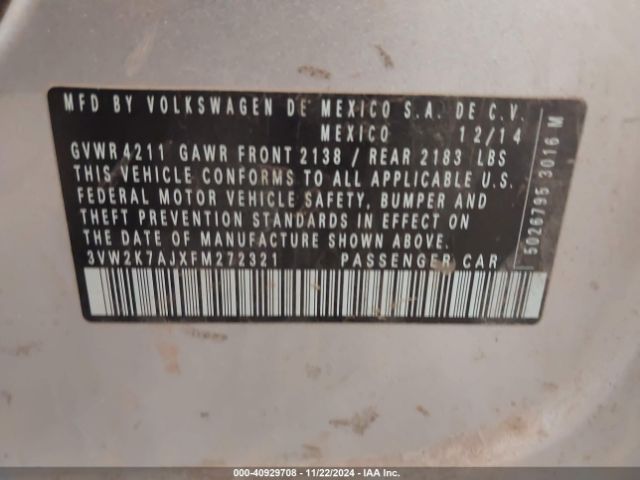 MFD BY VOLKSWAGEN DE MEXICO S.A. DE C.V.
MEXICO 12/14
GVWR 4211 GAWR FRONT 2138 / REAR 2183 LBS
THIS VEHICLE CONFORMS TO ALL APPLICABLE U.S.
FEDERAL MOTOR VEHICLE SAFETY, BUMPER AND
THEFT PREVENTION STANDARDS IN EFFECT ON
THE DATE OF MANUFACTURE SHOWN ABOVE.
3VW2K7AJXFM272321 PASSENGER CAR
5026795 3016 M
000-40929708 - 11/22/2024 - IAA Inc.